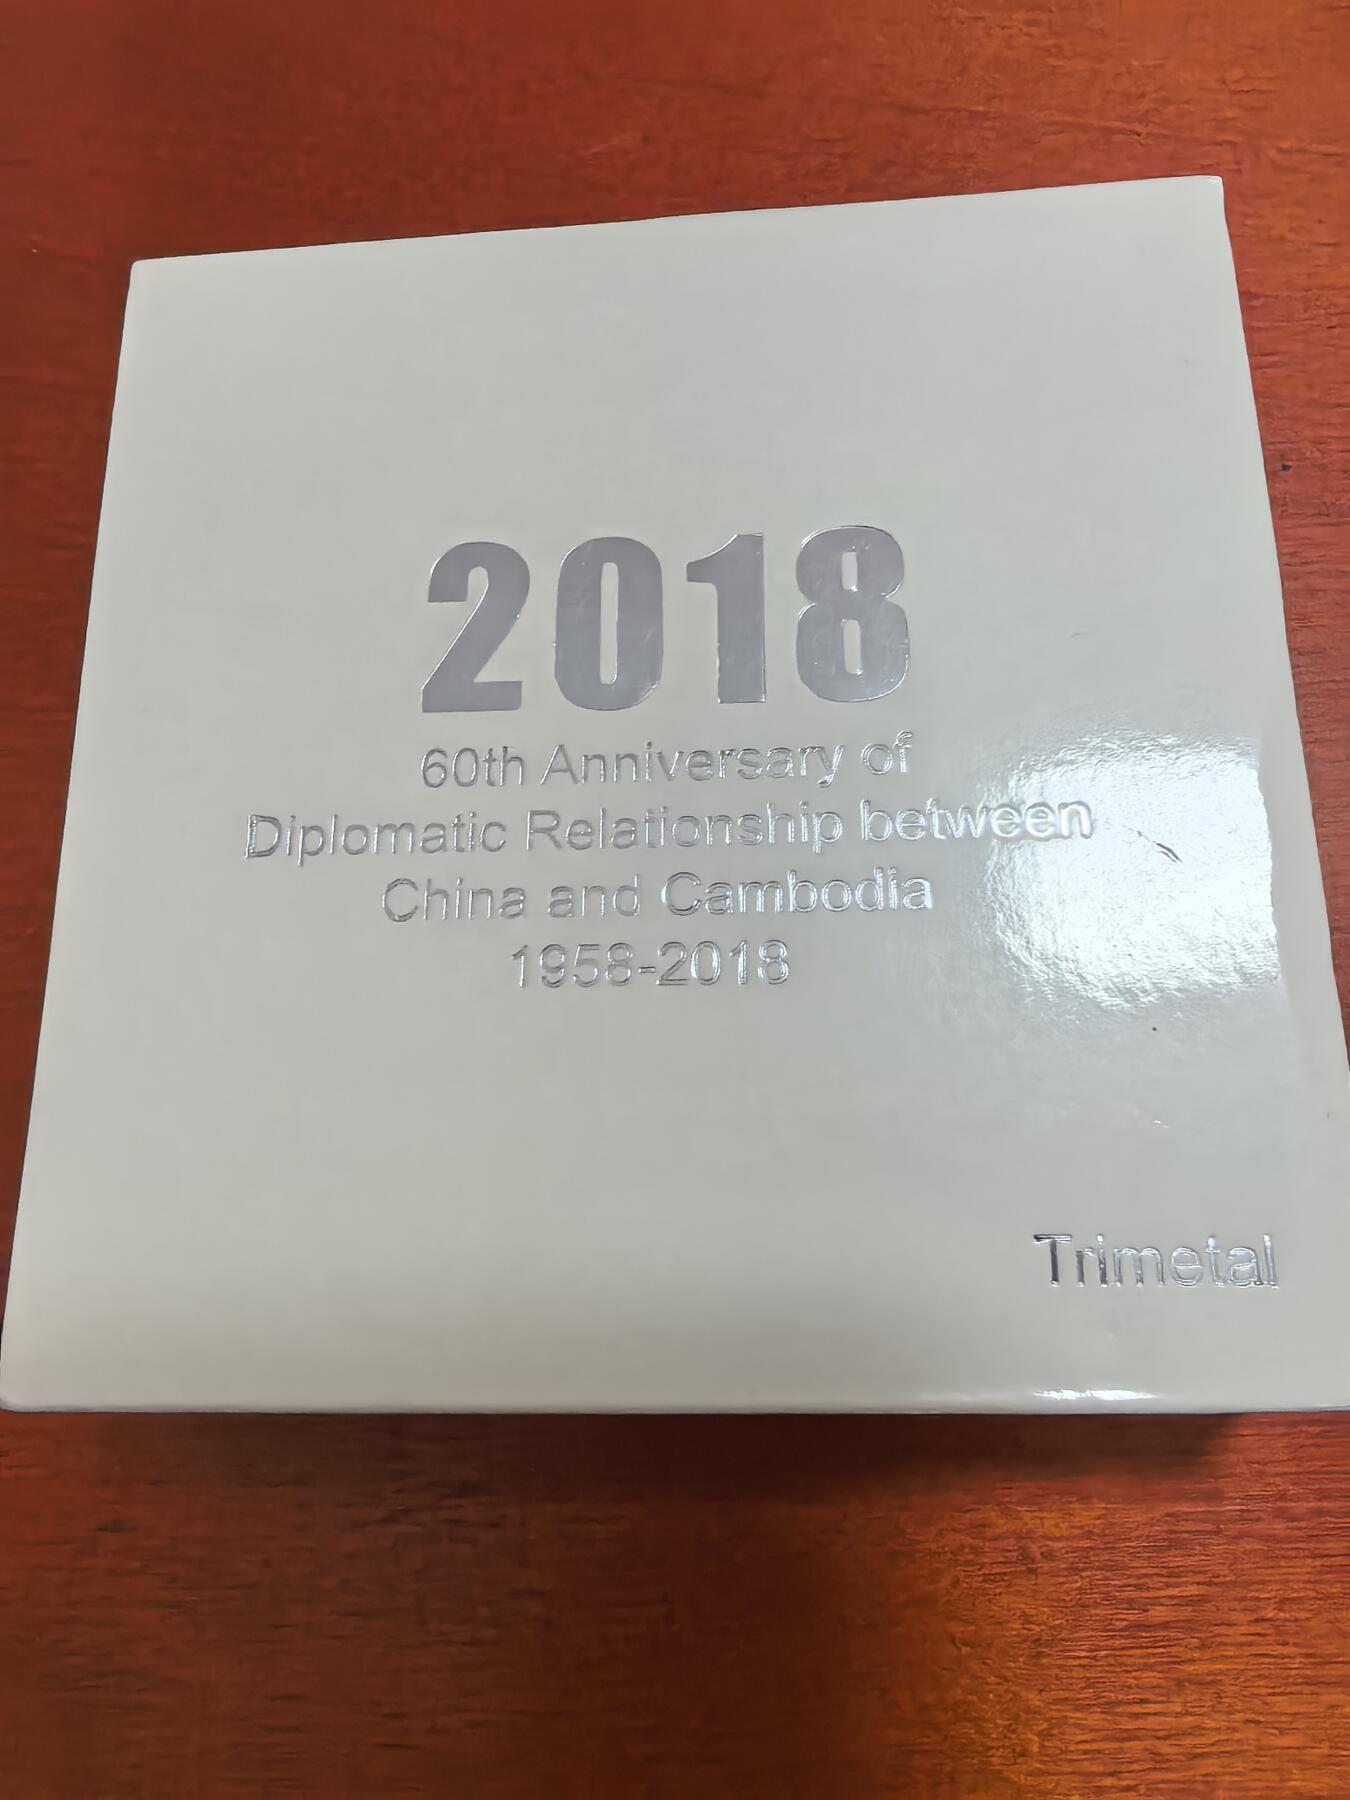 2018
60th Anniversary of
Diplomatic Relationship between
China and Cambodia
1958-2018
Trimetal